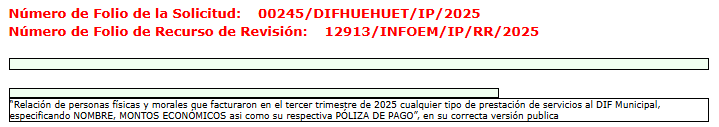 Número de Folio de la Solicitud: 00245/DIFHUEHUET/IP/2025
Número de Folio de Recurso de Revisión: 12913/INFOEM/IP/RR/2025
"Relación de personas físicas y morales que facturaron en el tercer trimestre de 2025 cualquier tipo de prestación de servicios al DIF Municipal,
especificando NOMBRE, MONTOS ECONÓMICOS asi como su respectiva PÓLIZA DE PAGO", en su correcta versión publica